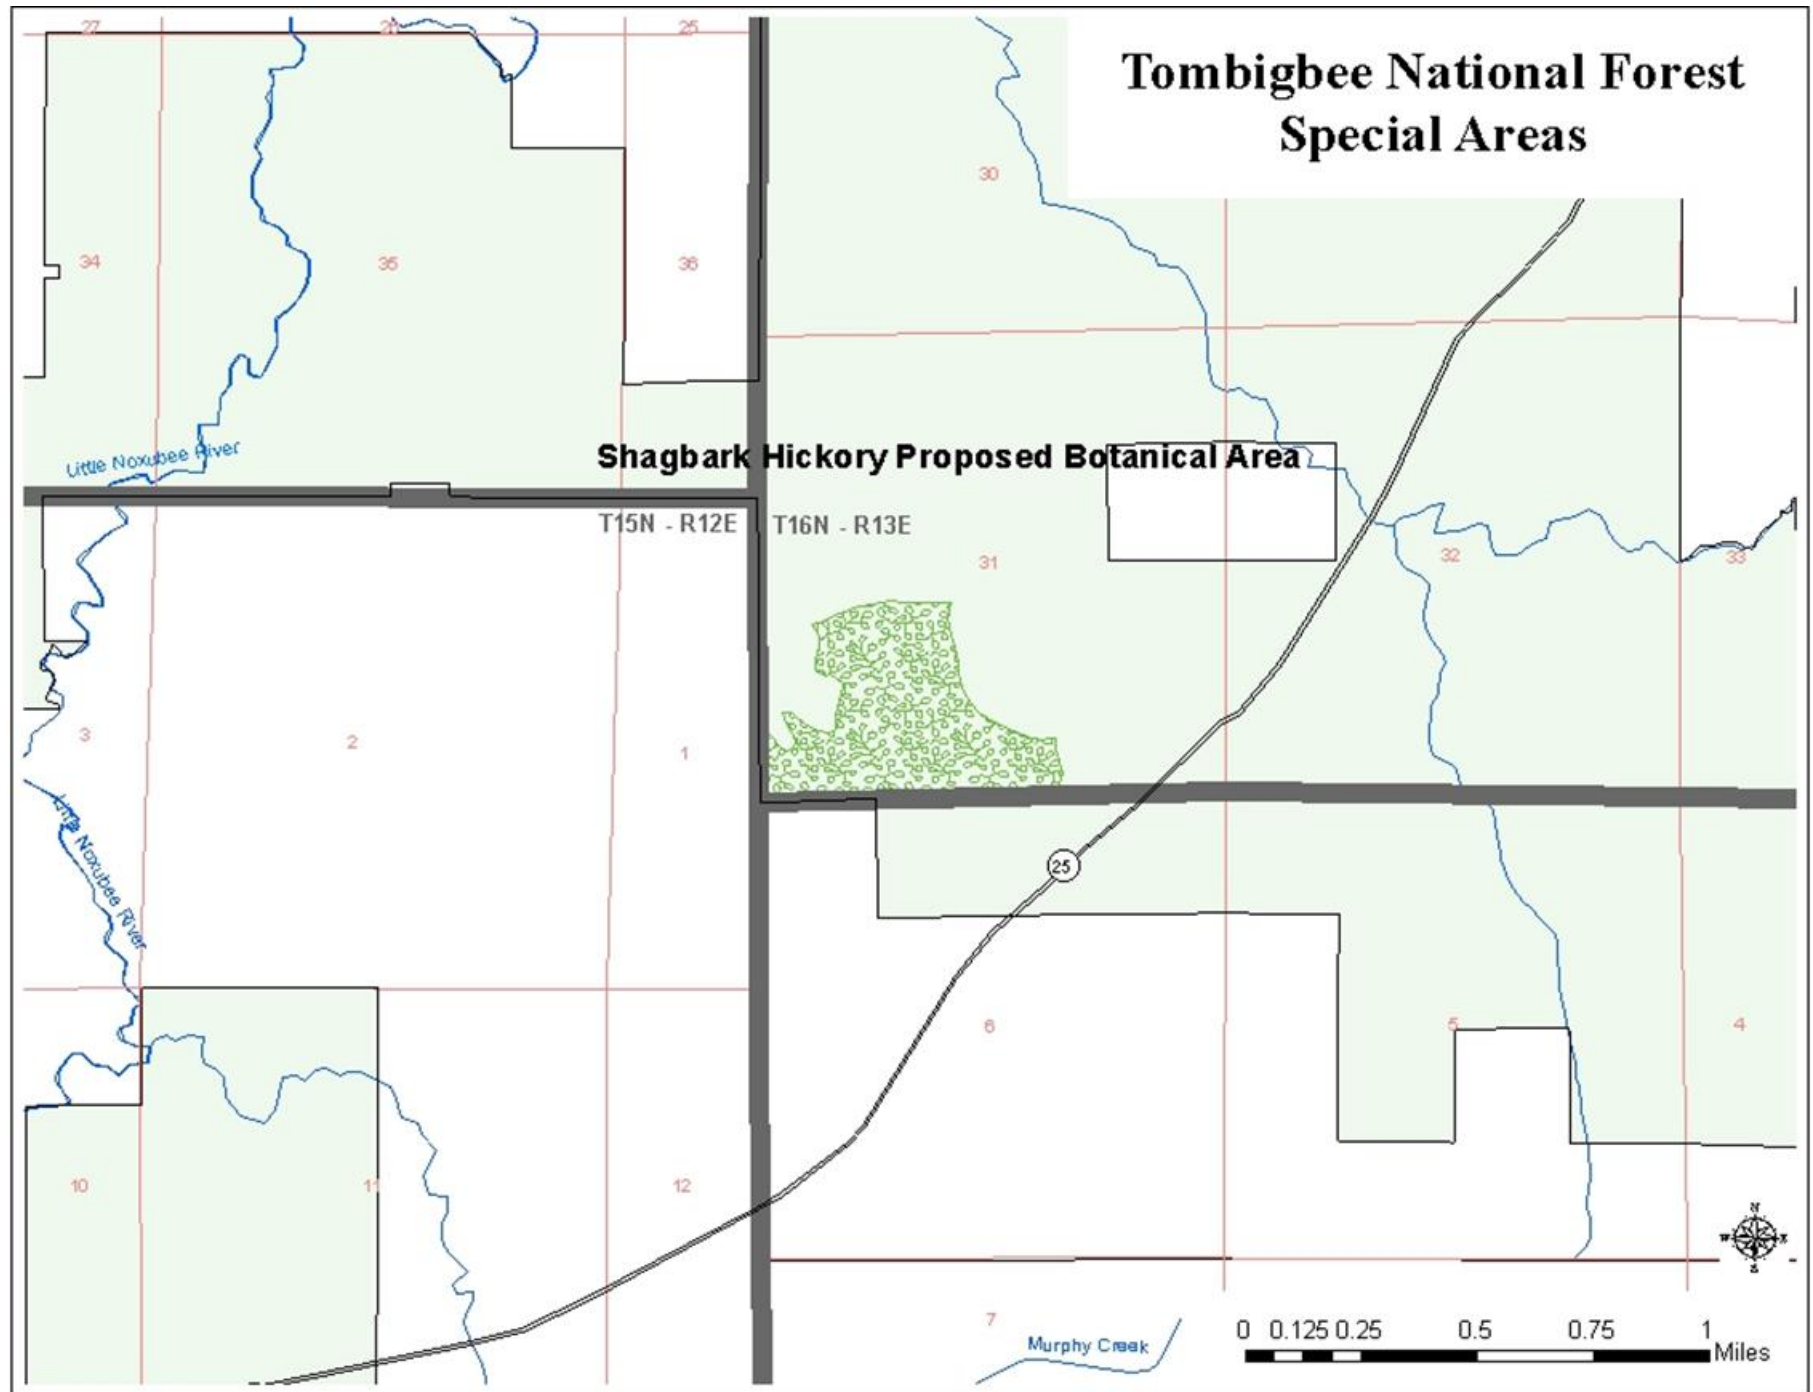 Tombigbee National Forest
Special Areas
27
26
25
30
34
35
36
Little Noxubee River
Shagbark Hickory Proposed Botanical Area
T15N - R12E
T16N - R13E
31
32
33
3
2
1
Little Noxubee River
25
6
5
4
10
11
12
N
W
E
S
7
Murphy Creek
0 0.125 0.25 0.5 0.75 1
Miles